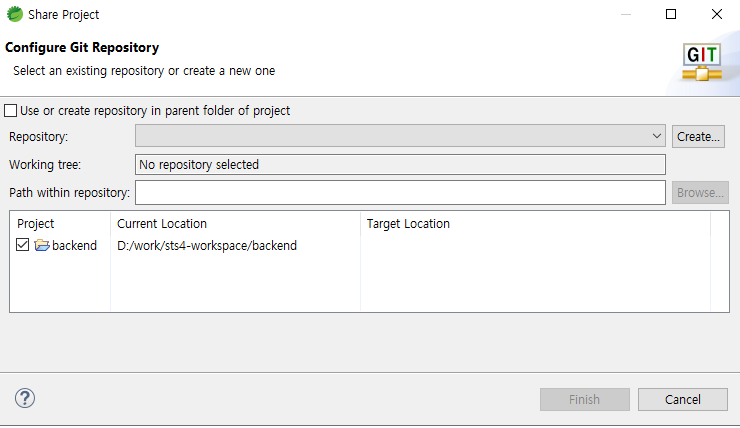 Share Project
Configure Git Repository
Select an existing repository or create a new one
GIT
Use or create repository in parent folder of project
Repository:
Create...
Working tree:
No repository selected
Path within repository:
Browse...
Project Current Location Target Location
backend D:/work/sts4-workspace/backend
?
Finish Cancel